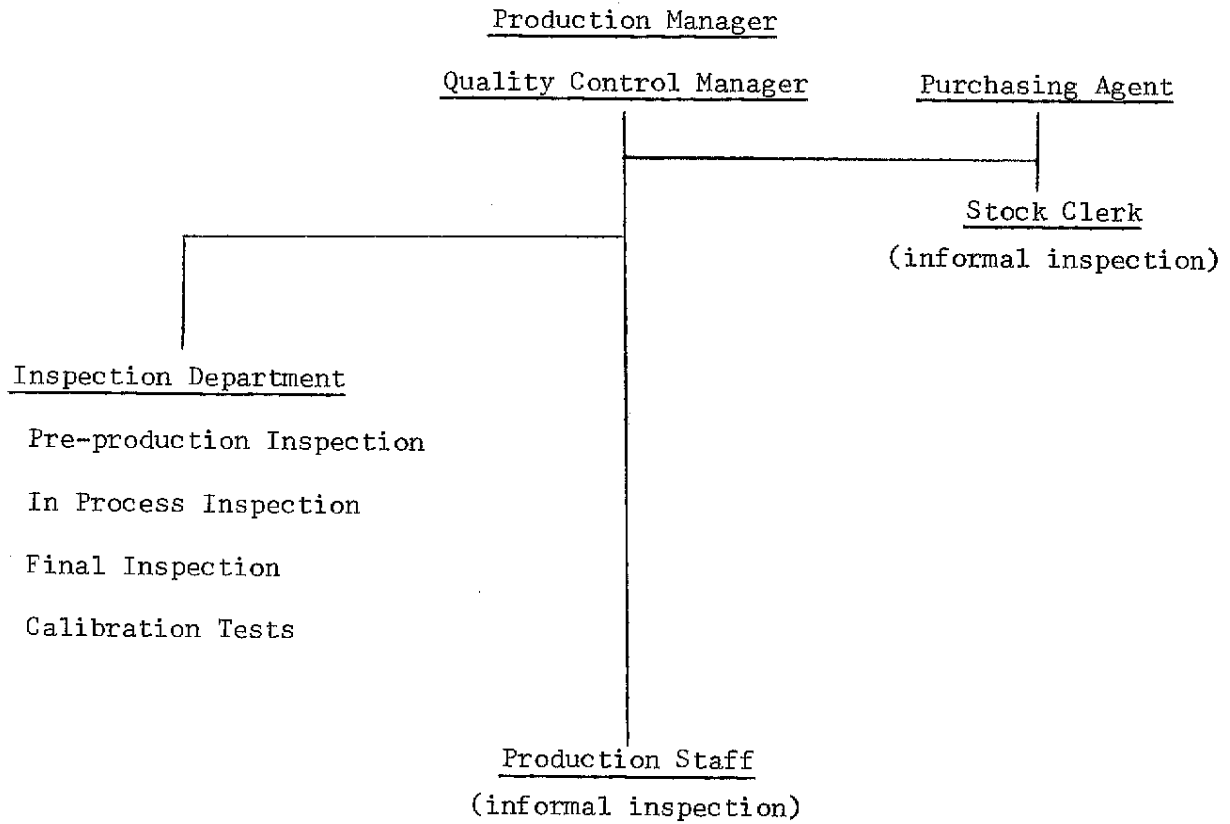 Production Manager
Quality Control Manager
Purchasing Agent
Stock Clerk
(informal inspection)
Inspection Department
Pre-production Inspection
In Process Inspection
Final Inspection
Calibration Tests
Production Staff
(informal inspection)